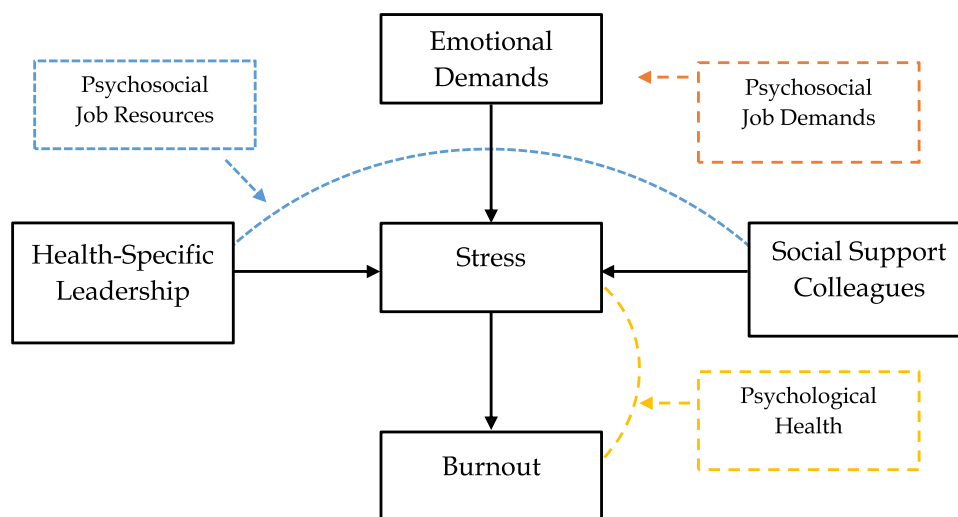 Emotional
Demands
Psychosocial
Job Resources
Psychosocial
Job Demands
Health-Specific
Leadership
Stress
Social Support
Colleagues
Psychological
Health
Burnout